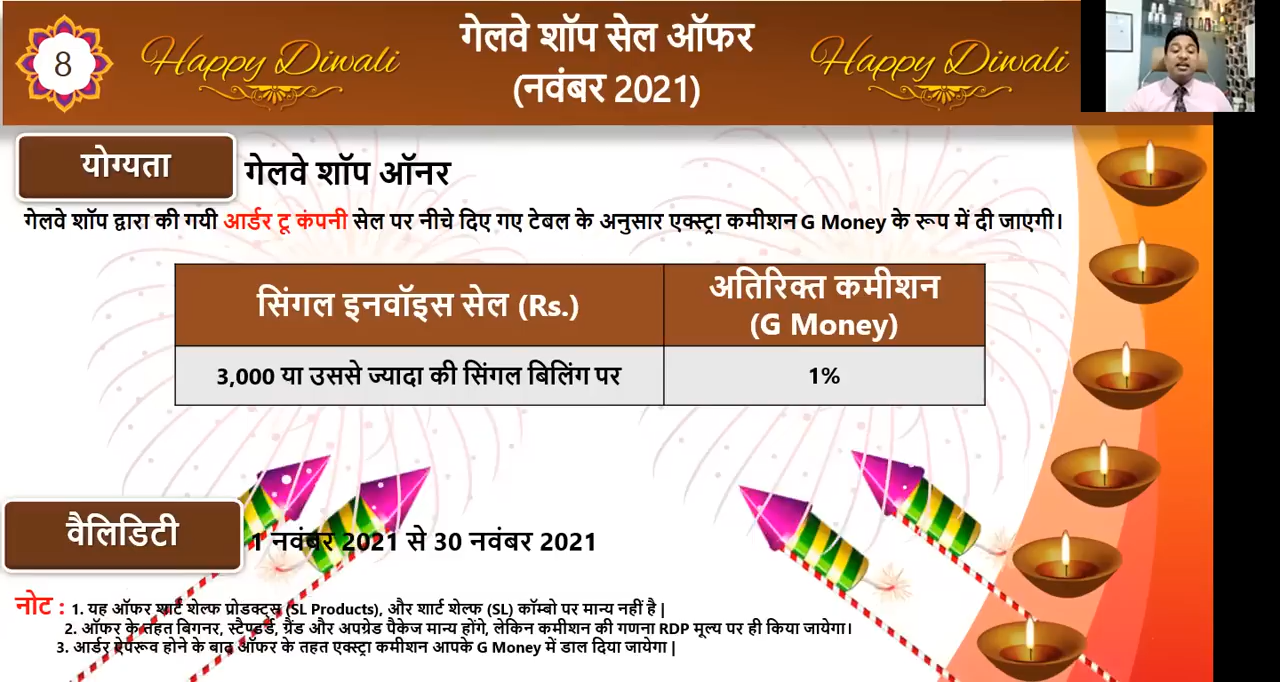 8
Happy Diwali
गेलवे शॉप सेल ऑफर
(नवंबर 2021)
Happy Diwali
योग्यता
गेलवे शॉप ऑनर
गेलवे शॉप द्वारा की गयी आर्डर टू कंपनी सेल पर नीचे दिए गए टेबल के अनुसार एक्स्ट्रा कमीशन G Money के रूप में दी जाएगी।
सिंगल इनवॉइस सेल (Rs.)
अतिरिक्त कमीशन
(G Money)
3,000 या उससे ज्यादा की सिंगल बिलिंग पर
1%
वैलिडिटी
1 नवंबर 2021 से 30 नवंबर 2021
नोट : 1. यह ऑफर शार्ट शेल्फ प्रोडक्ट्स (SL Products), और शार्ट शेल्फ (SL) कॉम्बो पर मान्य नहीं है |
2. ऑफर के तहत बिगनर, स्टैण्डर्ड, ग्रैंड और अपग्रेड पैकेज मान्य होंगे, लेकिन कमीशन की गणना RDP मूल्य पर ही किया जायेगा।
3. आर्डर ऐपरूव होने के बाद ऑफर के तहत एक्स्ट्रा कमीशन आपके G Money में डाल दिया जायेगा |